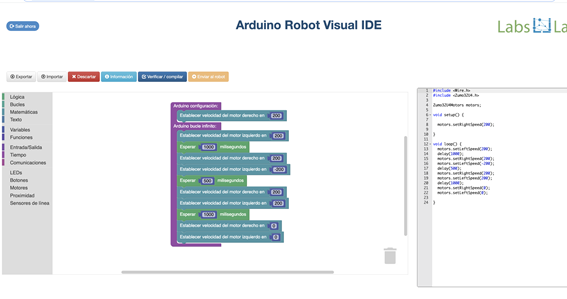 Salir ahora
Arduino Robot Visual IDE
Labs
La
Exportar
Importar
Descartar
Información
Verificar / compilar
Enviar al robot
Lógica
Bucles
Matemáticas
Texto
Variables
Funciones
Entrada/Salida
Tiempo
Comunicaciones
LEDs
Botones
Motores
Proximidad
Sensores de línea
Arduino configuración:
Establecer velocidad del motor derecho en 200
Arduino bucle infinito:
Establecer velocidad del motor izquierdo en 200
Esperar 1000 milisegundos
Establecer velocidad del motor derecho en 200
Establecer velocidad del motor izquierdo en -200
Esperar 500 milisegundos
Establecer velocidad del motor derecho en 200
Establecer velocidad del motor izquierdo en 200
Esperar 1000 milisegundos
Establecer velocidad del motor derecho en 0
Establecer velocidad del motor izquierdo en 0
1 #include <Wire.h>
2 #include <Zumo32U4.h>
3
4 Zumo32U4Motors motors;
5
6 void setup() {
7
8 motors.setRightSpeed(200);
9
10 }
11
12 void loop() {
13 motors.setLeftSpeed(200);
14 delay(1000);
15 motors.setRightSpeed(200);
16 motors.setLeftSpeed(-200);
17 delay(500);
18 motors.setRightSpeed(200);
19 motors.setLeftSpeed(200);
20 delay(1000);
21 motors.setRightSpeed(0);
22 motors.setLeftSpeed(0);
23
24 }